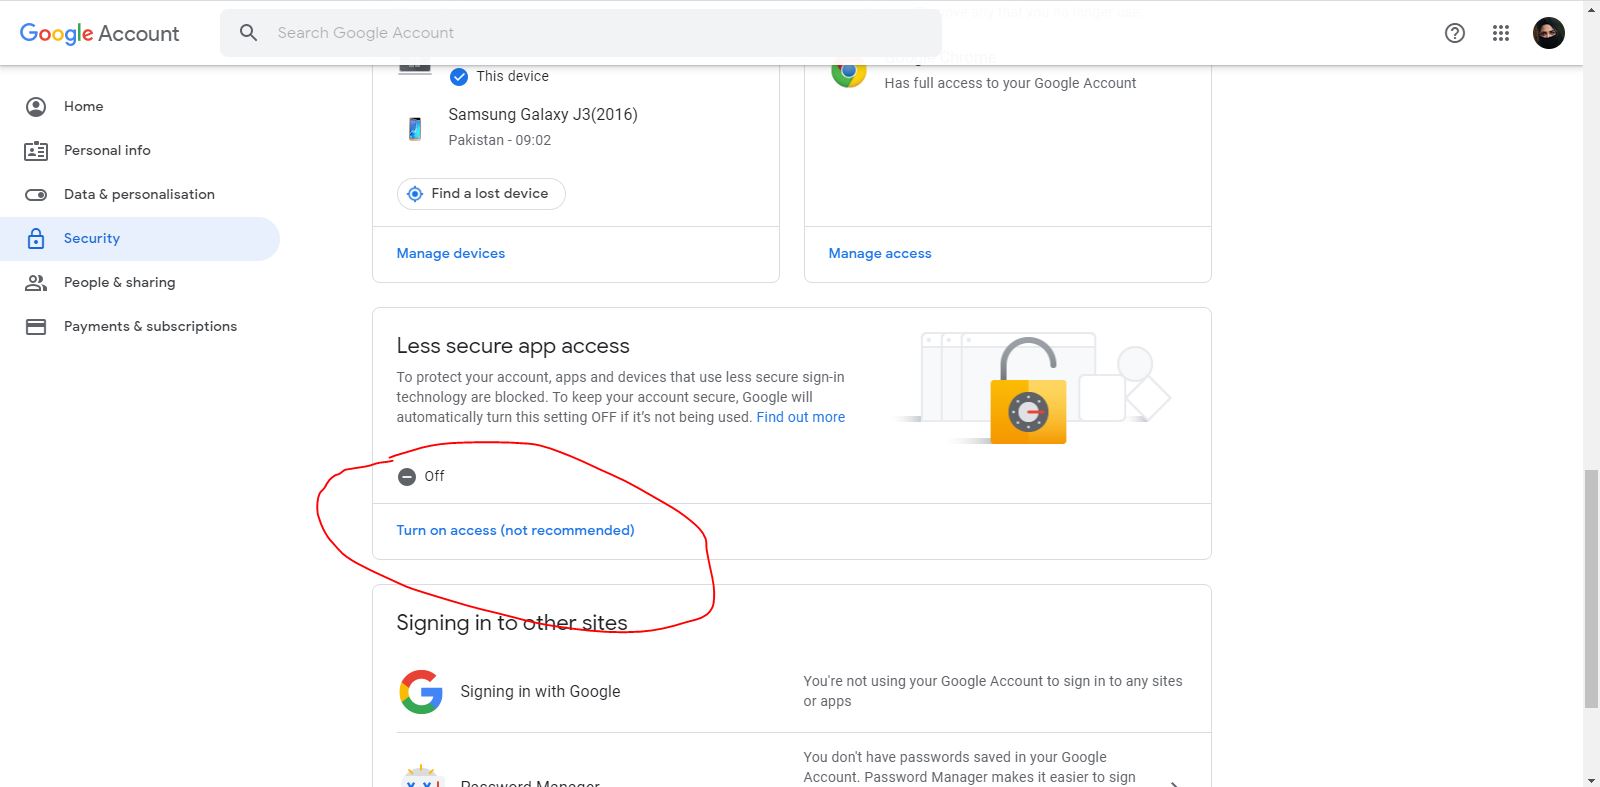 Google Account
Search Google Account
Home
Personal info
Data & personalisation
Security
People & sharing
Payments & subscriptions
This device
Samsung Galaxy J3(2016)
Pakistan - 09:02
Find a lost device
Manage devices
Google Chrome
Has full access to your Google Account
Manage access
Less secure app access
To protect your account, apps and devices that use less secure sign-in
technology are blocked. To keep your account secure, Google will
automatically turn this setting OFF if it's not being used. Find out more
Off
Turn on access (not recommended)
Signing in to other sites
Signing in with Google
You're not using your Google Account to sign in to any sites
or apps
Password Manager
You don't have passwords saved in your Google
Account. Password Manager makes it easier to sign